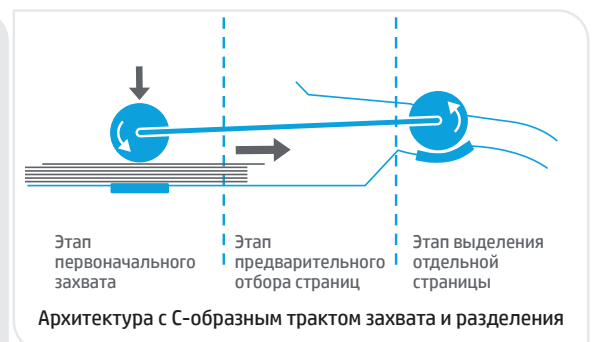 Этап
первоначального
захвата
Этап
предварительного
отбора страниц
Этап выделения
отдельной
страницы
Архитектура с C-образным трактом захвата и разделения